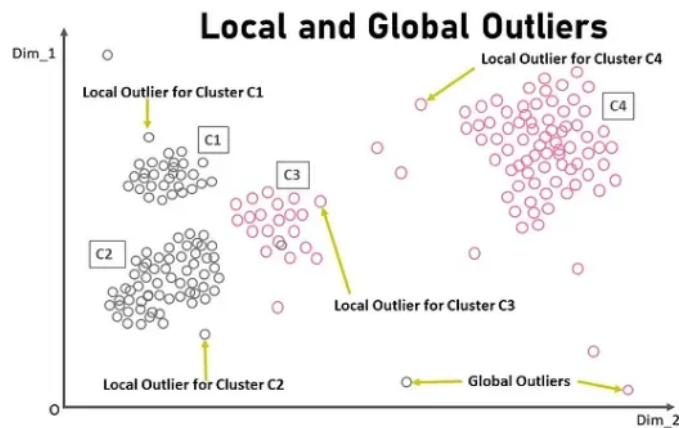 Local and Global Outliers
Dim_1
Local Outlier for Cluster C4
Local Outlier for Cluster C1
C4
C1
C3
C2
Local Outlier for Cluster C3
Local Outlier for Cluster C2
Global Outliers
O
Dim_2